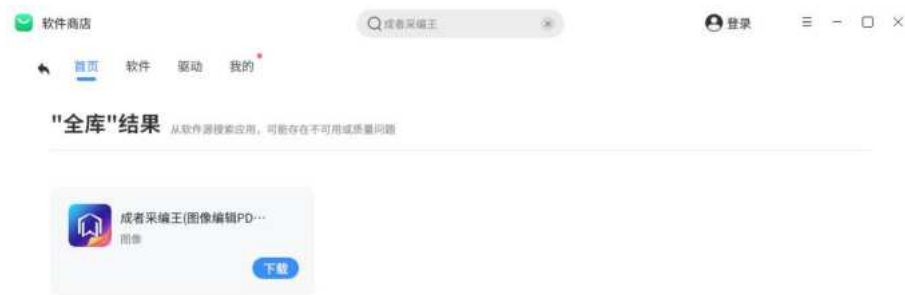 软件商店
成者采编王
登录
首页 软件 驱动 我的
"全库"结果 从软件源搜索应用，可能存在不可用或质量问题
成者采编王(图像编辑PD…
图像
下载